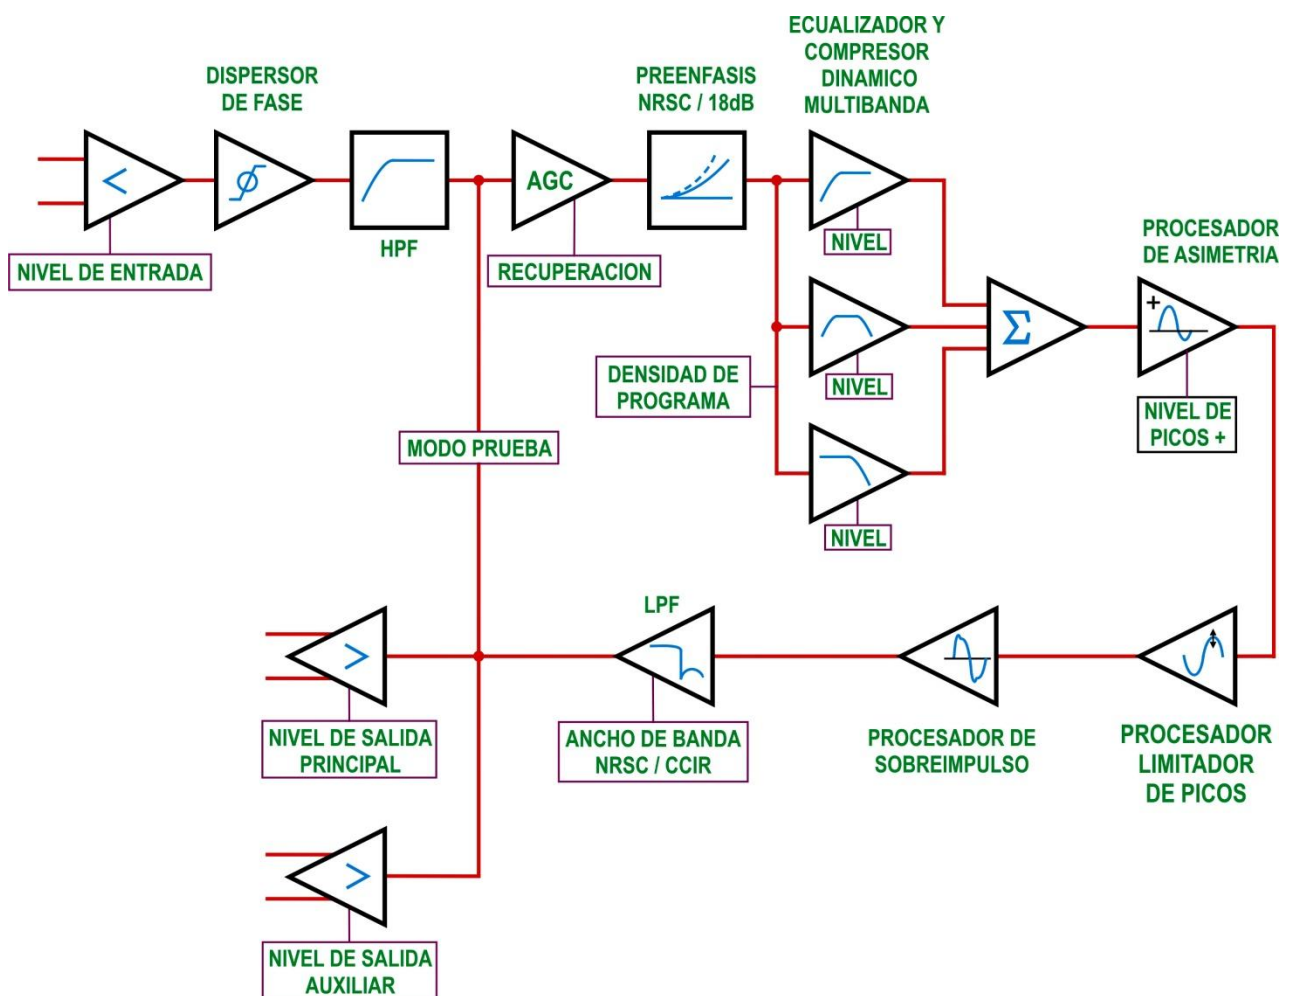 ECUALIZADOR Y
COMPRESOR
DINAMICO
MULTIBANDA
DISPERSOR
DE FASE
PREENFASIS
NRSC / 18dB
AGC
HPF
NIVEL DE ENTRADA
RECUPERACION
NIVEL
PROCESADOR
DE ASIMETRIA
+
Σ
DENSIDAD DE
PROGRAMA
NIVEL
NIVEL DE
PICOS +
MODO PRUEBA
NIVEL
LPF
NIVEL DE SALIDA
PRINCIPAL
ANCHO DE BANDA
NRSC / CCIR
PROCESADOR DE
SOBREIMPULSO
PROCESADOR
LIMITADOR
DE PICOS
NIVEL DE SALIDA
AUXILIAR